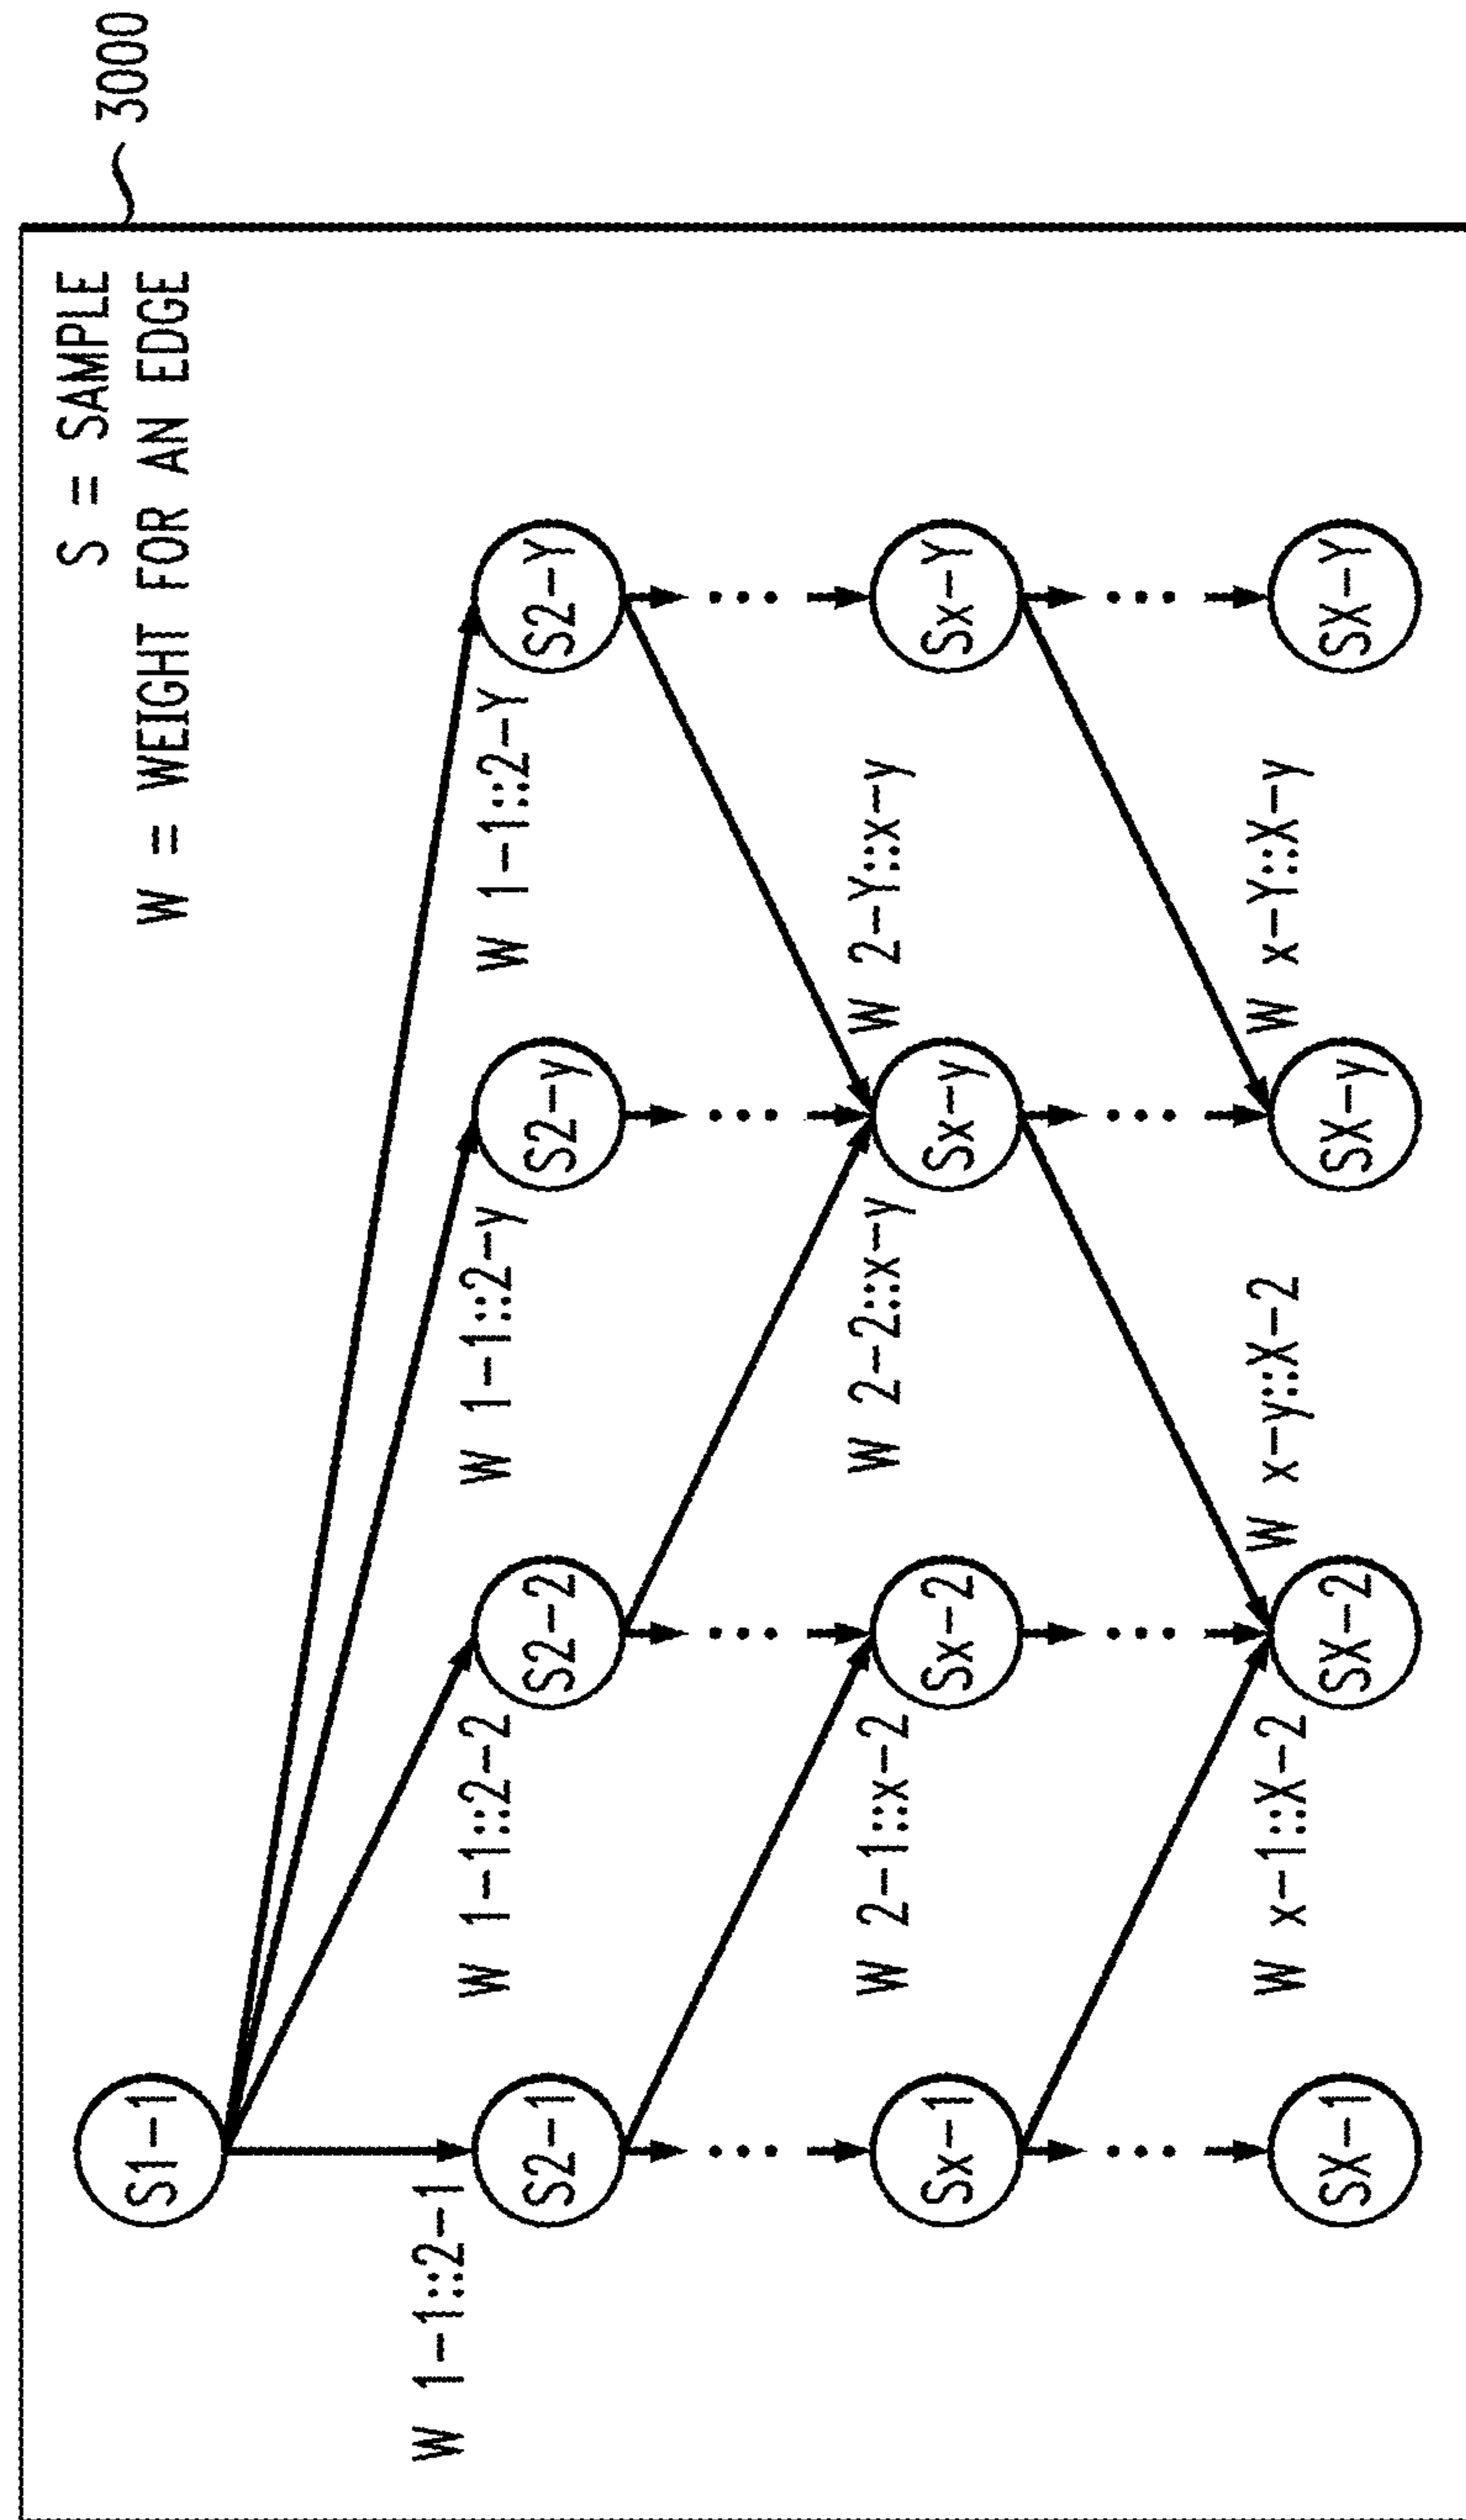 3000
S = SAMPLE
W = WEIGHT FOR AN EDGE
S1-1
W 1-1::2-1
W 1-1::2-2
W 1-1::2-y
W 1-1::2-Y
S2-1
S2-2
S2-y
S2-Y
W 2-1::x-2
W 2-2::x-y
W 2-Y::x-y
Sx-1
Sx-2
Sx-y
Sx-Y
W x-1::X-2
W x-y::X-2
W x-Y::X-y
SX-1
SX-2
SX-y
SX-Y